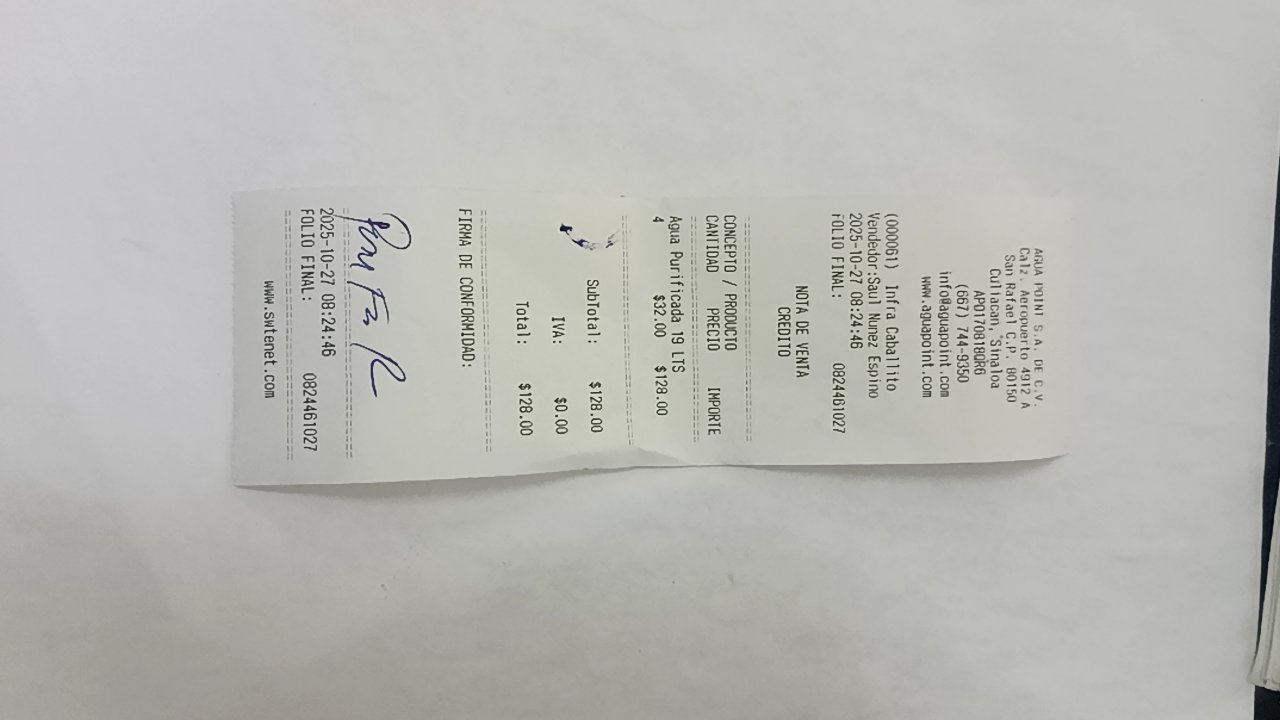 AGUA POINT S.A. DE C.V.
Calz. Aeropuerto 4912 A
San Rafael C.P. 80150
Culiacan, Sinaloa
APO170818QR6
(667) 744-9350
info@aguapoint.com
www.aguapoint.com
(000061) Infra Caballito
Vendedor:Saul Nunez Espino
2025-10-27 08:24:46
FOLIO FINAL: 0824461027
NOTA DE VENTA
CREDITO
CONCEPTO / PRODUCTO
CANTIDAD PRECIO IMPORTE
Agua Purificada 19 LTS
4 $32.00 $128.00
SubTotal: $128.00
IVA: $0.00
Total: $128.00
FIRMA DE CONFORMIDAD:
2025-10-27 08:24:46
FOLIO FINAL: 0824461027
www.swtenet.com